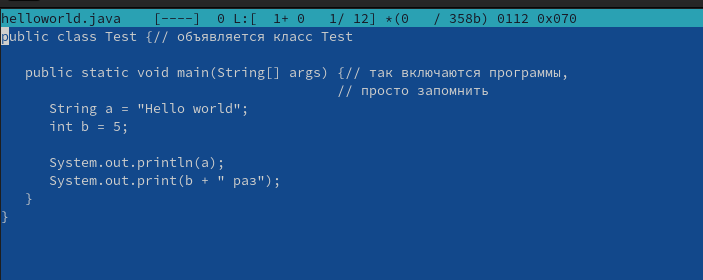 helloworld.java    [----]  0 L:[  1+ 0   1/ 12] *(0   / 358b) 0112 0x070
public class Test {// объявляется класс Test
public static void main(String[] args) {// так включаются программы,
// просто запомнить
String a = "Hello world";
int b = 5;
System.out.println(a);
System.out.print(b + " раз");
}
}